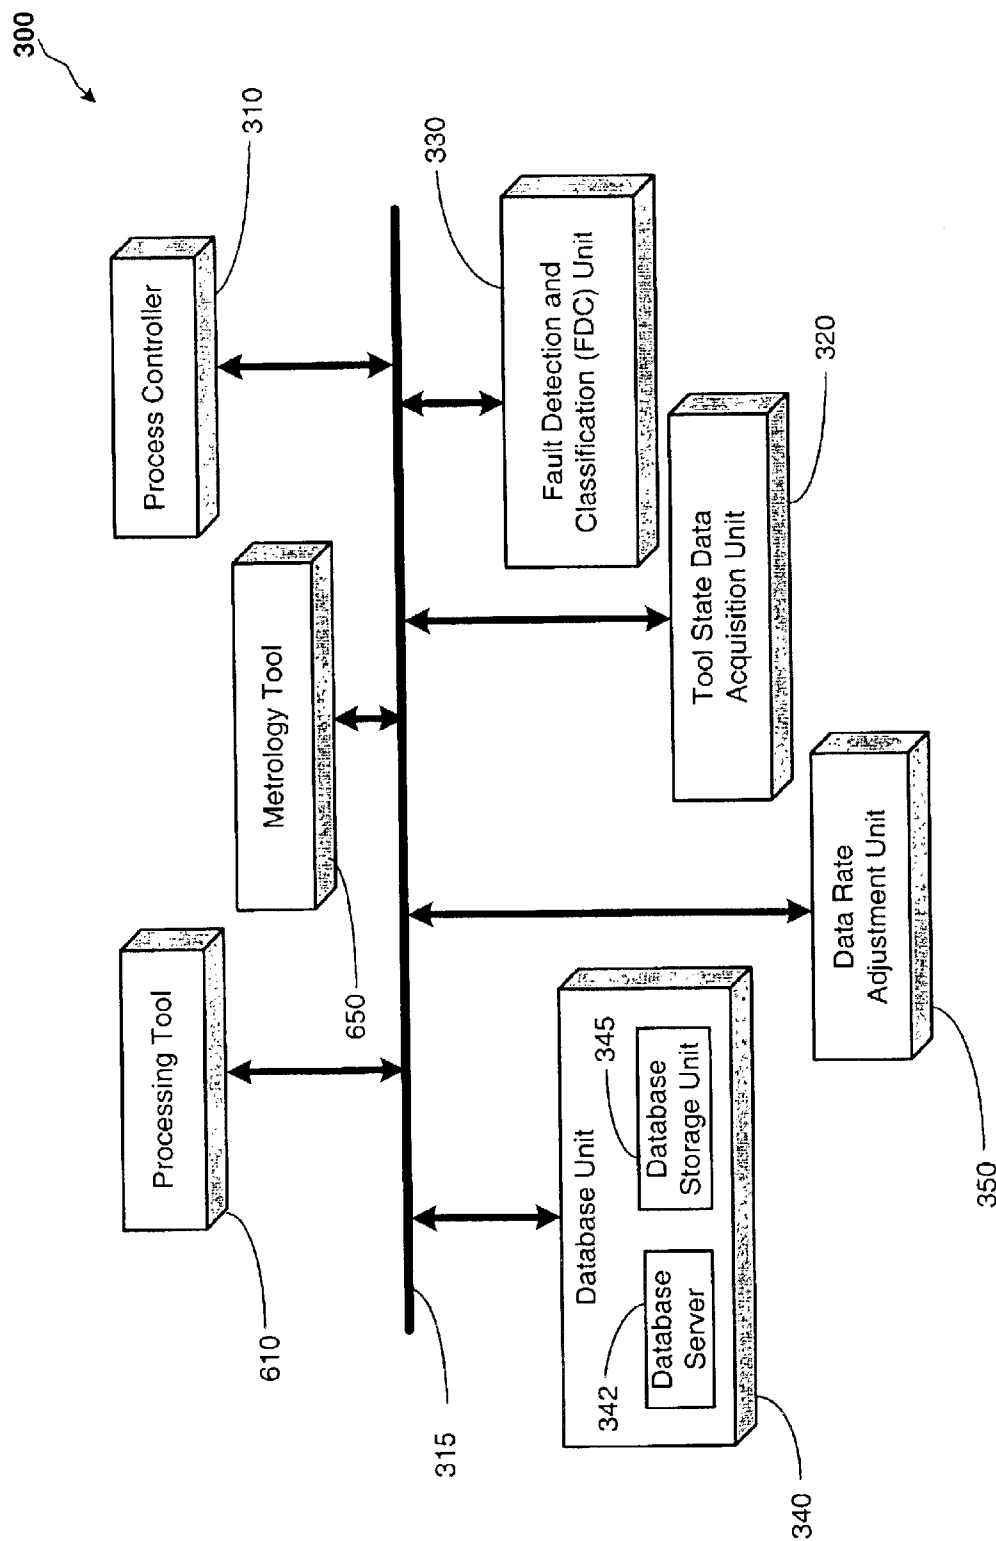 300
Processing Tool
610
Metrology Tool
650
Process Controller
310
315
Database Unit
342
Database
Server
345
Database
Storage Unit
340
Data Rate
Adjustment Unit
350
Tool State Data
Acquisition Unit
320
Fault Detection and
Classification (FDC) Unit
330